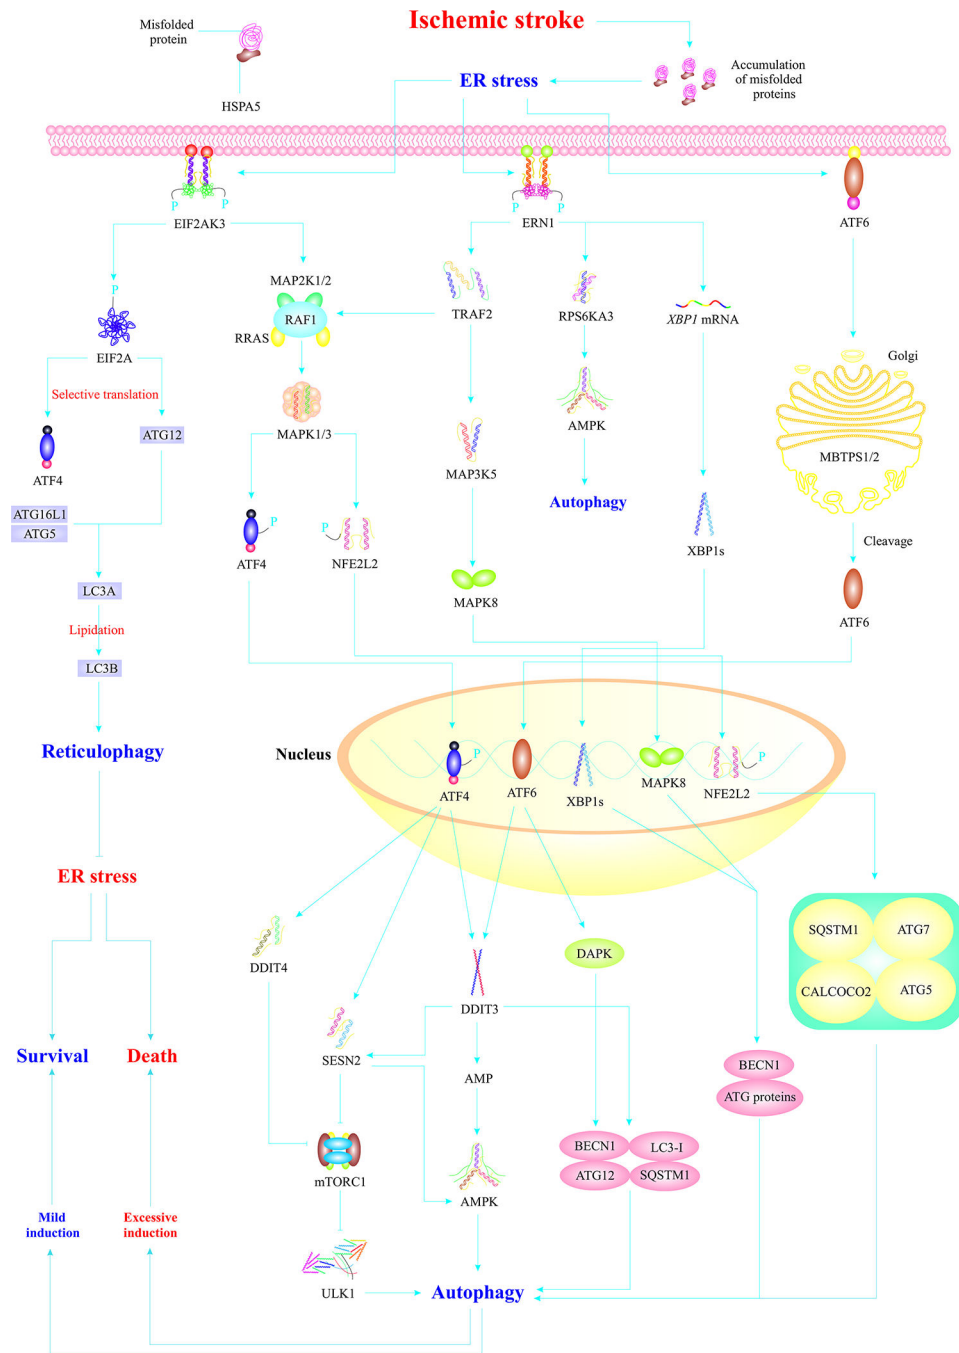 Ischemic stroke
Misfolded
protein
HSPA5
ER stress
Accumulation
of misfolded
proteins
P
P
EIF2AK3
P
P
ERN1
ATF6
P
EIF2A
MAP2K1/2
RAF1
RRAS
TRAF2
RPS6KA3
XBP1 mRNA
Golgi
MBTPS1/2
Selective translation
ATF4
ATG12
MAPK1/3
MAP3K5
AMPK
Autophagy
XBP1s
Cleavage
ATF6
ATG16L1
ATG5
P
ATF4
P
NFE2L2
MAPK8
LC3A
Lipidation
LC3B
Reticulophagy
Nucleus
P
ATF4
ATF6
XBP1s
MAPK8
P
NFE2L2
ER stress
DDIT4
DDIT3
DAPK
SQSTM1
ATG7
CALCOCO2
ATG5
Survival
Death
SESN2
AMP
BECN1
ATG proteins
mTORC1
AMPK
BECN1
LC3-I
ATG12
SQSTM1
Mild
induction
Excessive
induction
ULK1
Autophagy